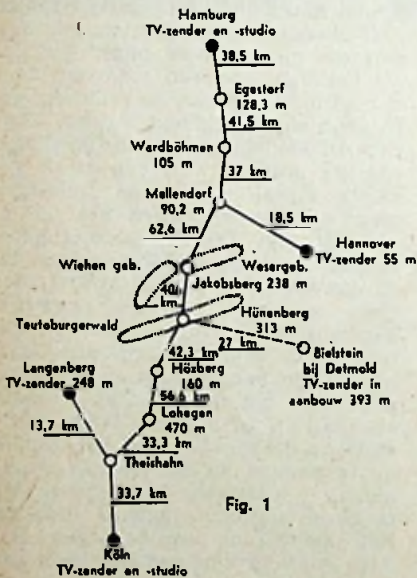 Hamburg
TV-zender en -studio
38,5 km
Egestorf
128,3 m
41,5 km
Wardböhmen
105 m
37 km
Mellendorf
90,2 m
18,5 km
62,6 km
Hannover
TV-zender 55 m
Wiehen geb.
Wesergeb.
Jakobsberg 238 m
40
km
Hünenberg
313 m
Teutoburgerwald
27 km
42,3 km
Bielstein
bij Detmold
TV-zender in
aanbouw 393 m
Langenberg
TV-zender 248 m
Hözberg
160 m
56,6 km
Lohegen
470 m
13,7 km
33,3 km
Theishahn
33,7 km
Fig. 1
Köln
TV-zender en -studio